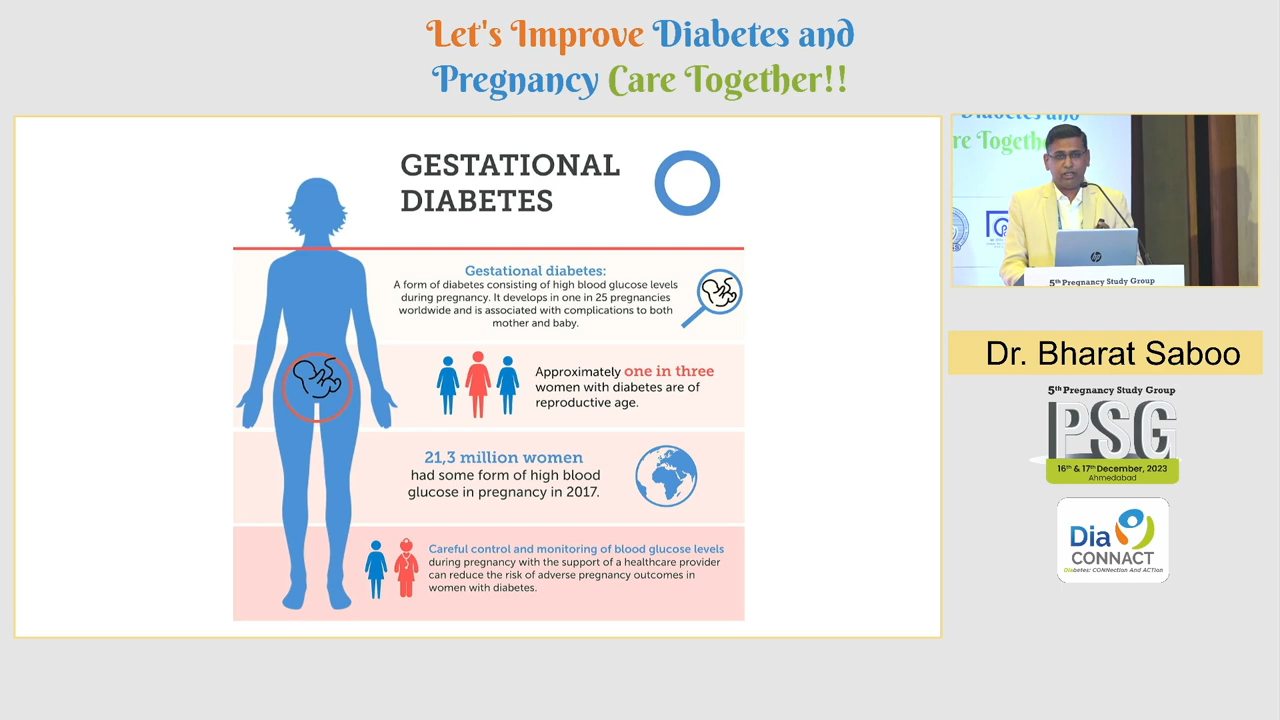 Let's Improve Diabetes and
Pregnancy Care Together!!
GESTATIONAL
DIABETES
Gestational diabetes:
A form of diabetes consisting of high blood glucose levels
during pregnancy. It develops in one in 25 pregnancies
worldwide and is associated with complications to both
mother and baby.
Approximately one in three
women with diabetes are of
reproductive age.
21,3 million women
had some form of high blood
glucose in pregnancy in 2017.
Careful control and monitoring of blood glucose levels
during pregnancy with the support of a healthcare provider
can reduce the risk of adverse pregnancy outcomes in
women with diabetes.
Diabetes and
re Togeth
hp
5th Pregnancy Study Group
Dr. Bharat Saboo
5th Pregnancy Study Group
PSG
16th & 17th December, 2023
Ahmedabad
Dia
CONNACT
Diabetes: CONNection And ACTion